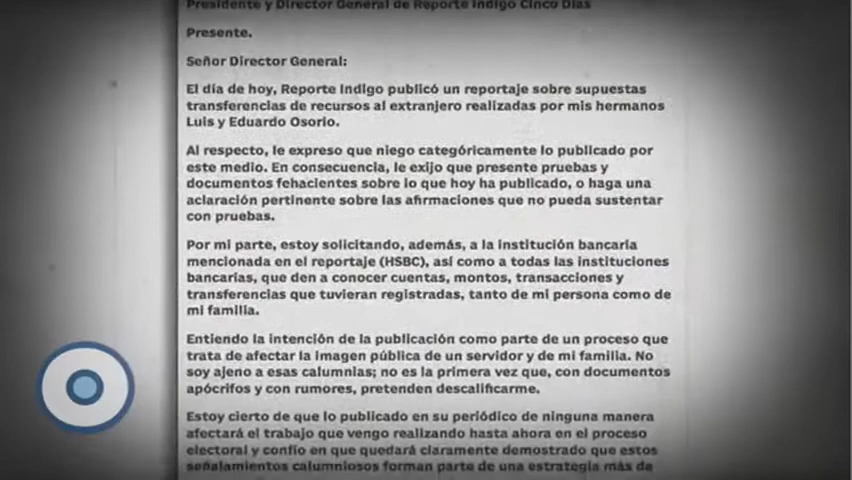 Presidente y Director General de Reporte Indigo Cinco Días
Presente.
Señor Director General:
El día de hoy, Reporte Indigo publicó un reportaje sobre supuestas
transferencias de recursos al extranjero realizadas por mis hermanos
Luis y Eduardo Osorio.
Al respecto, le expreso que niego categóricamente lo publicado por
este medio. En consecuencia, le exijo que presente pruebas y
documentos fehacientes sobre lo que hoy ha publicado, o haga una
aclaración pertinente sobre las afirmaciones que no pueda sustentar
con pruebas.
Por mi parte, estoy solicitando, además, a la institución bancaria
mencionada en el reportaje (HSBC), así como a todas las instituciones
bancarias, que den a conocer cuentas, montos, transacciones y
transferencias que tuvieran registradas, tanto de mi persona como de
mi familia.
Entiendo la intención de la publicación como parte de un proceso que
trata de afectar la imagen pública de un servidor y de mi familia. No
soy ajeno a esas calumnias; no es la primera vez que, con documentos
apócrifos y con rumores, pretenden descalificarme.
Estoy cierto de que lo publicado en su periódico de ninguna manera
afectará el trabajo que vengo realizando hasta ahora en el proceso
electoral y confío en que quedará claramente demostrado que estos
señalamientos calumniosos forman parte de una estrategia más de